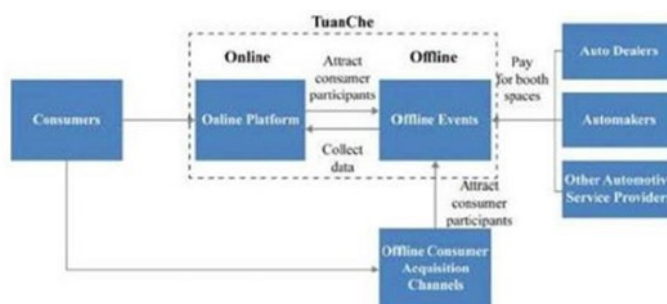 TuanChe
Online
Offline
Attract
consumer
participants
Pay
for booth
spaces
Auto Dealers
Consumers
Online Platform
Offline Events
Automakers
Collect
data
Attract
consumer
participants
Other Automotive
Service Provider
Offline Consumer
Acquisition
Channels